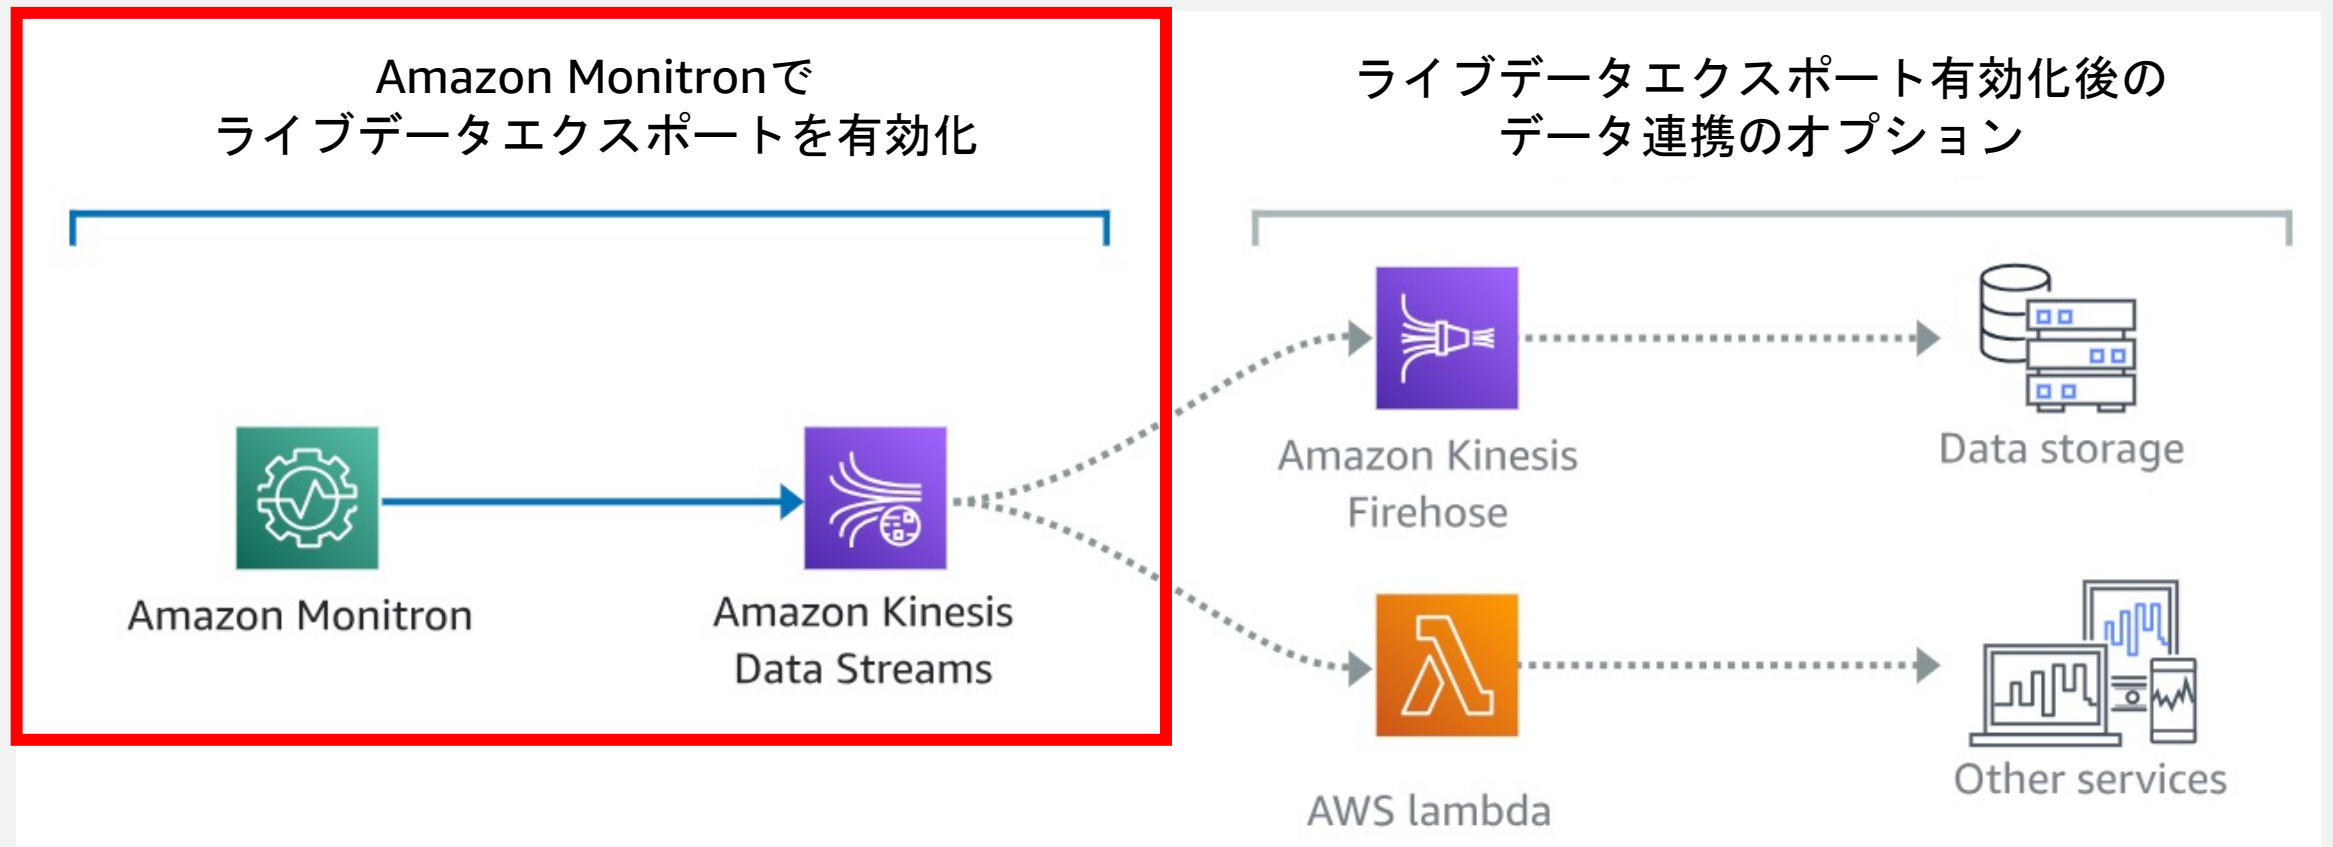 Amazon Monitronで
ライブデータエクスポートを有効化
ライブデータエクスポート有効化後の
データ連携のオプション
Amazon Monitron
Amazon Kinesis
Data Streams
Amazon Kinesis
Firehose
Data storage
AWS lambda
Other services